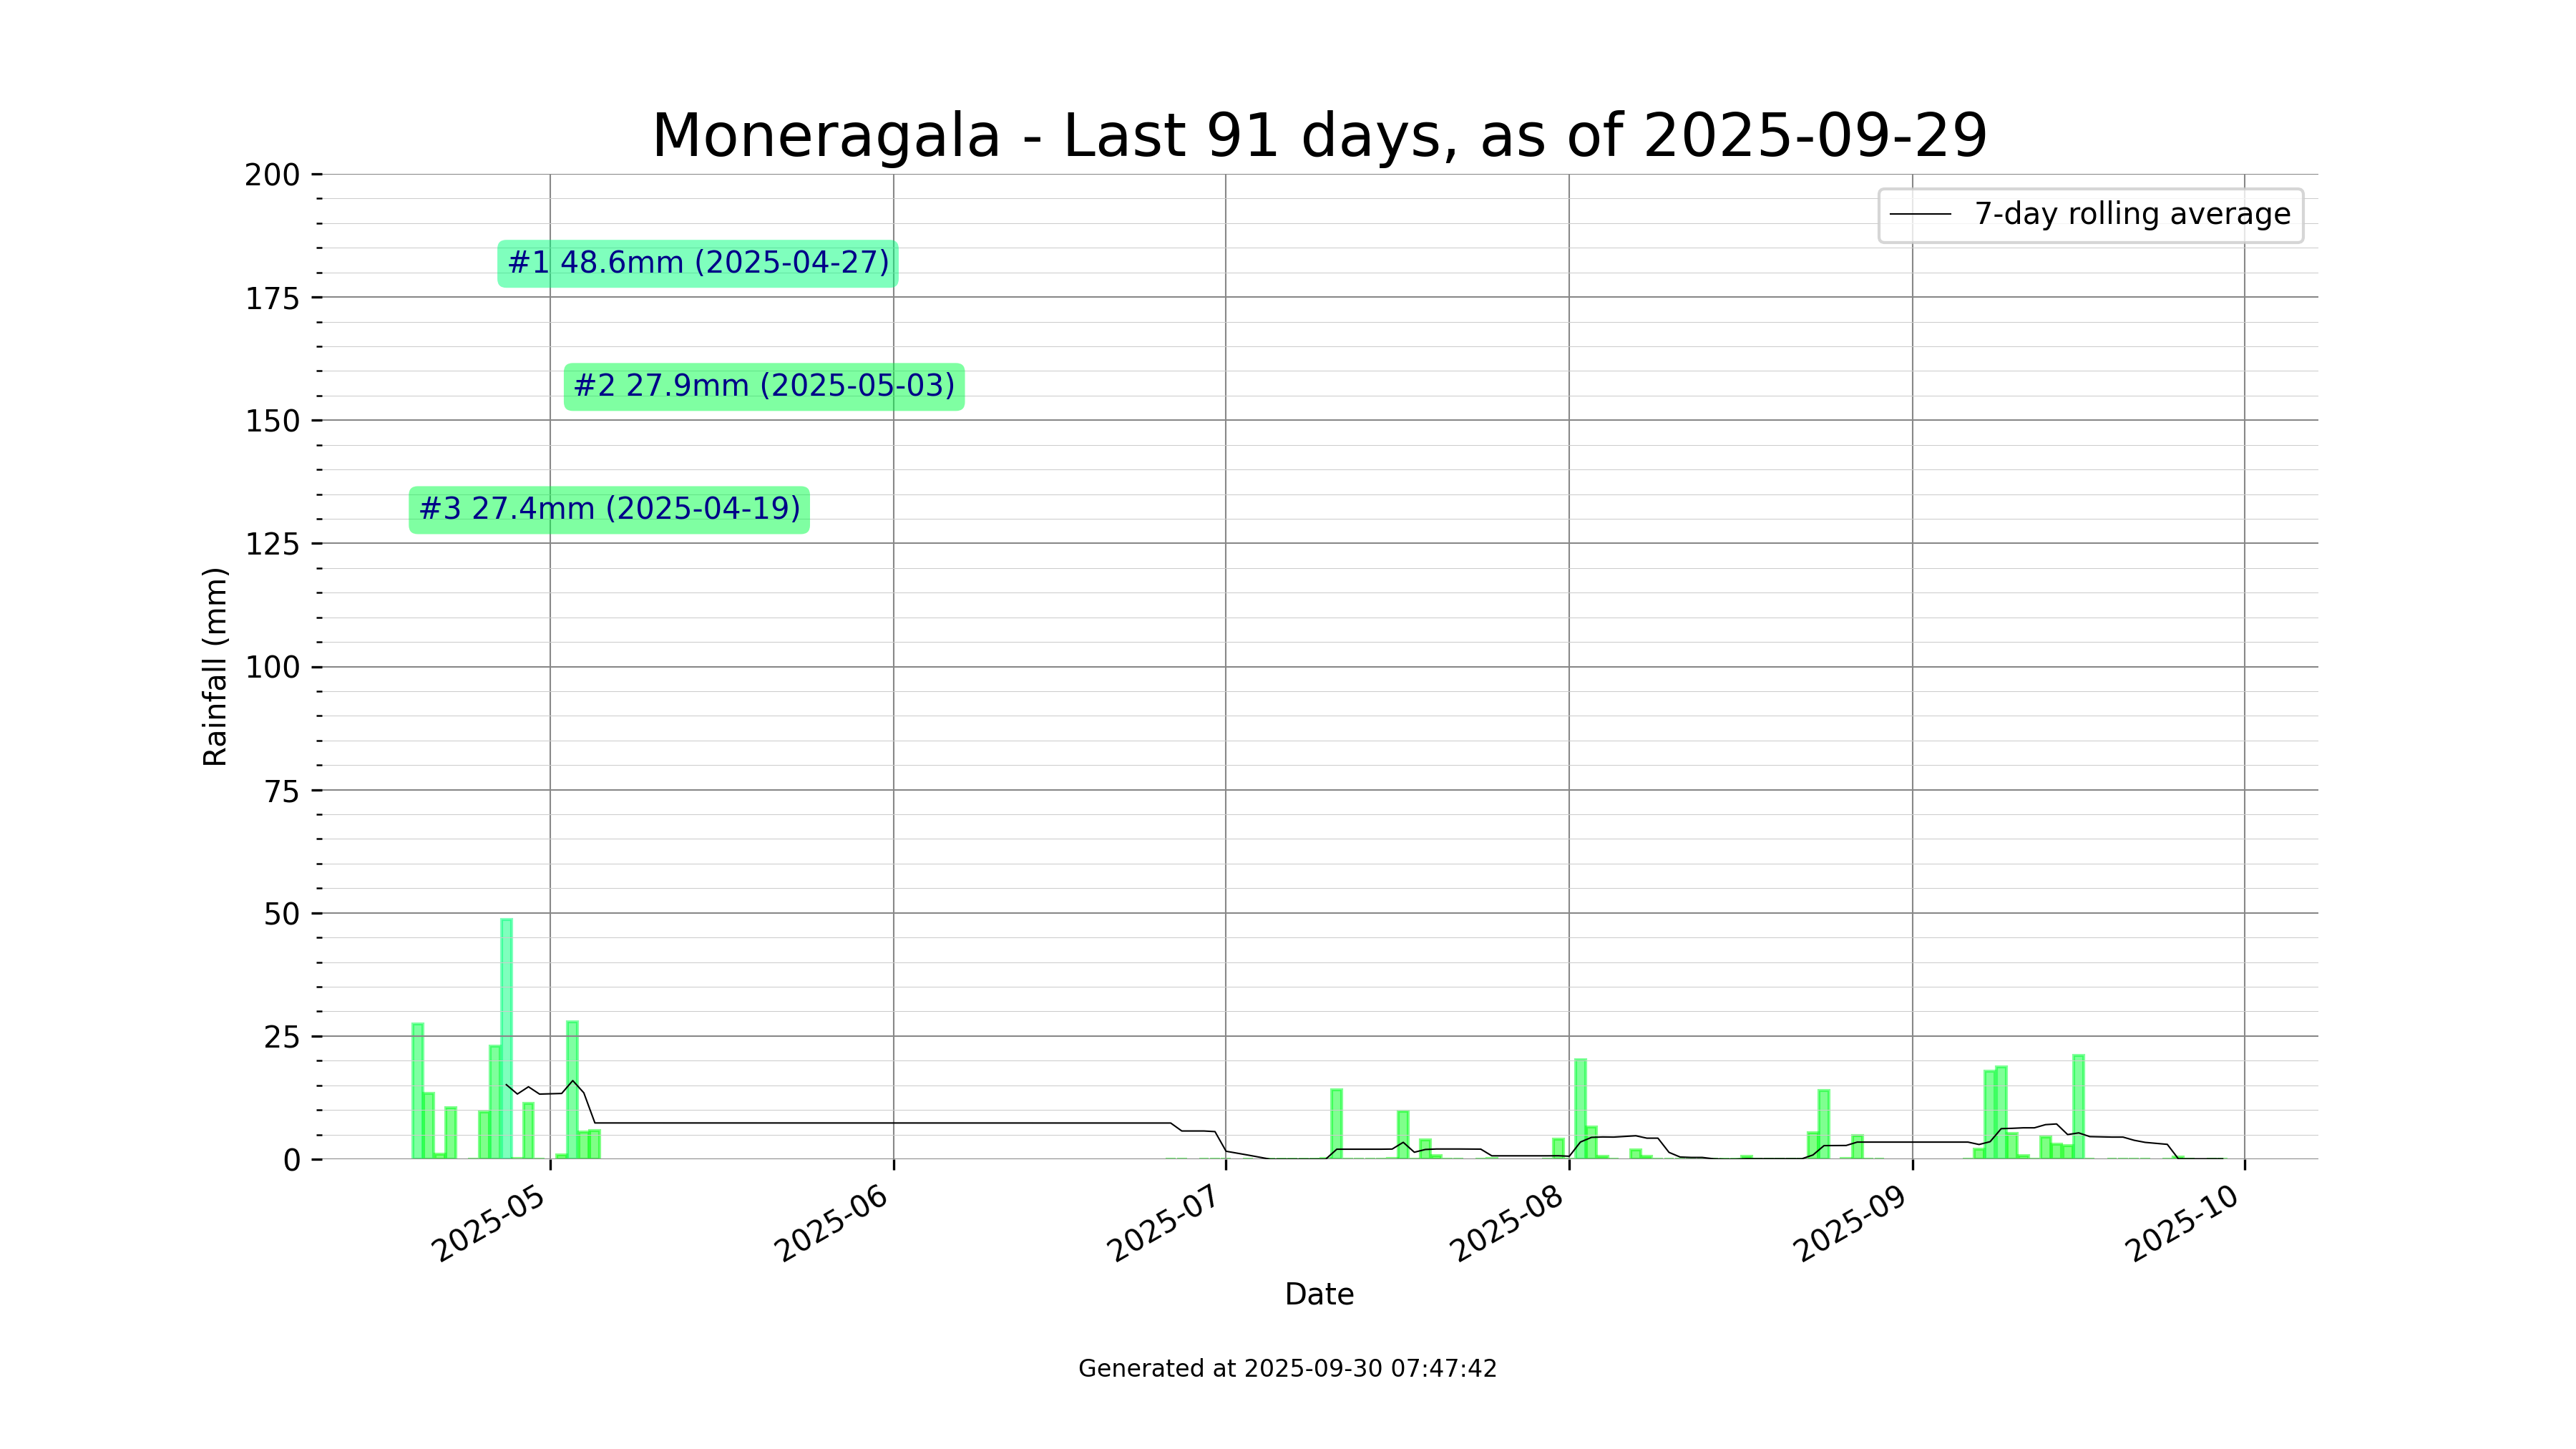 Moneragala - Last 91 days, as of 2025-09-29
7-day rolling average
#1 48.6mm (2025-04-27)
#2 27.9mm (2025-05-03)
#3 27.4mm (2025-04-19)
Rainfall (mm)
200
175
150
125
100
75
50
25
0
2025-05
2025-06
2025-07
2025-08
2025-09
2025-10
Date
Generated at 2025-09-30 07:47:42